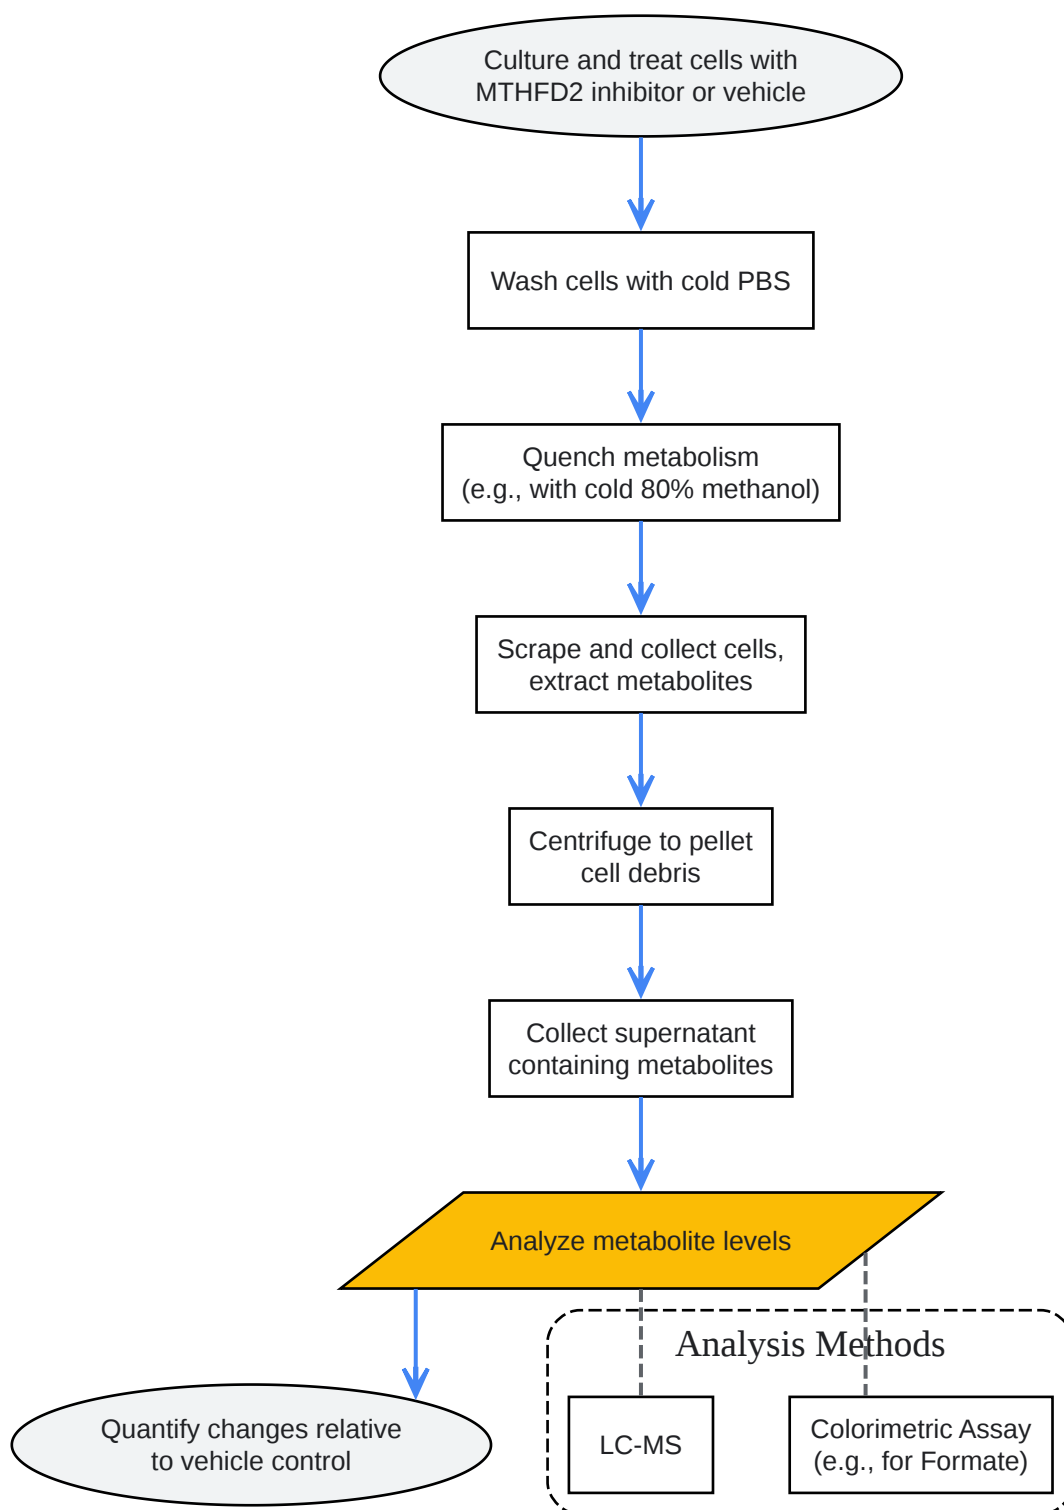 Culture and treat cells with
MTHFD2 inhibitor or vehicle
Wash cells with cold PBS
Quench metabolism
(e.g., with cold 80% methanol)
Scrape and collect cells,
extract metabolites
Centrifuge to pellet
cell debris
Collect supernatant
containing metabolites
Analyze metabolite levels
Analysis Methods
Quantify changes relative
to vehicle control
LC-MS
Colorimetric Assay
(e.g., for Formate)